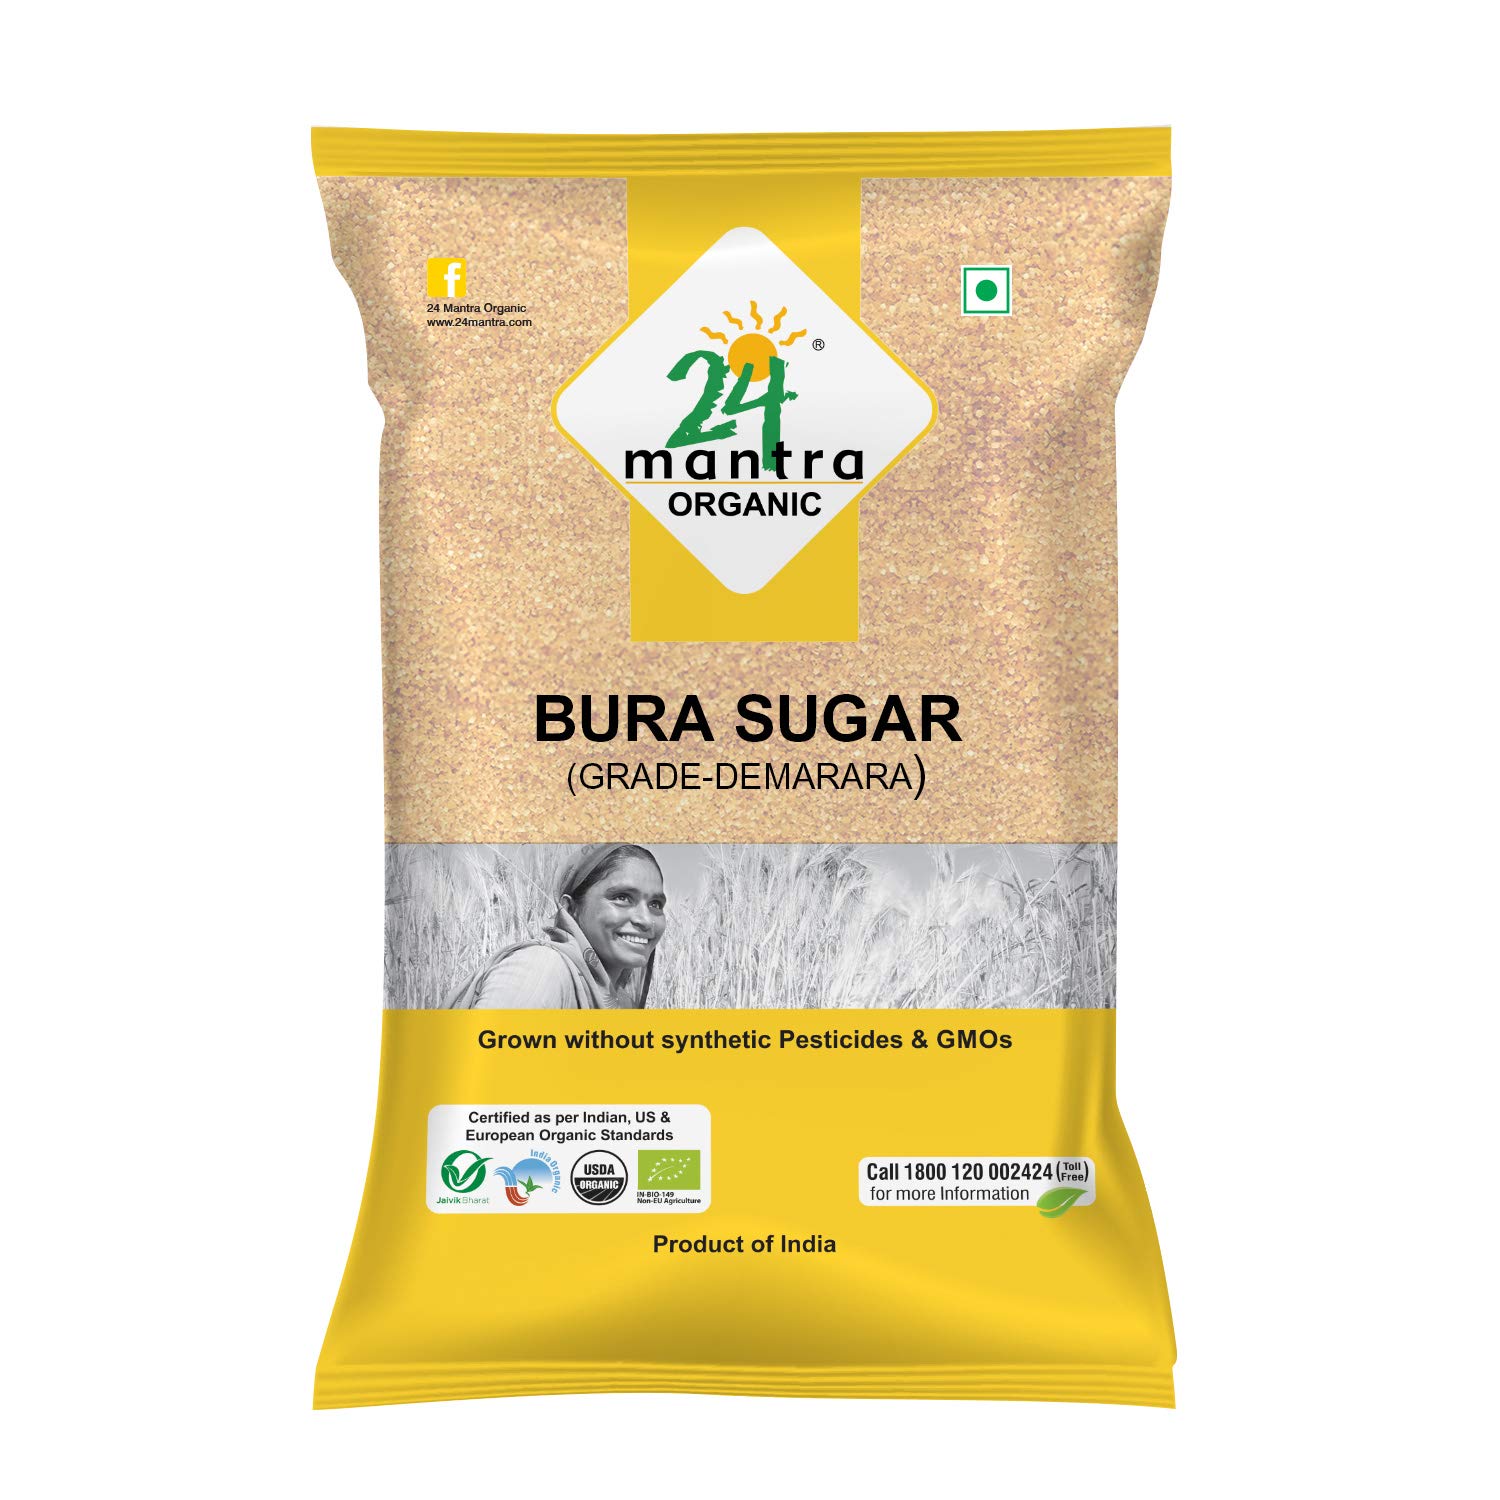 24 Mantra Organic
www.24mantra.com
24
®
mantra
ORGANIC
BURA SUGAR
(GRADE-DEMARARA)
Grown without synthetic Pesticides & GMOs
Certified as per Indian, US &
European Organic Standards
Jaivik Bharat
India Organic
USDA
ORGANIC
IN-BIO-149
Non-EU Agriculture
Call 1800 120 002424 (Toll Free)
for more Information
Product of India